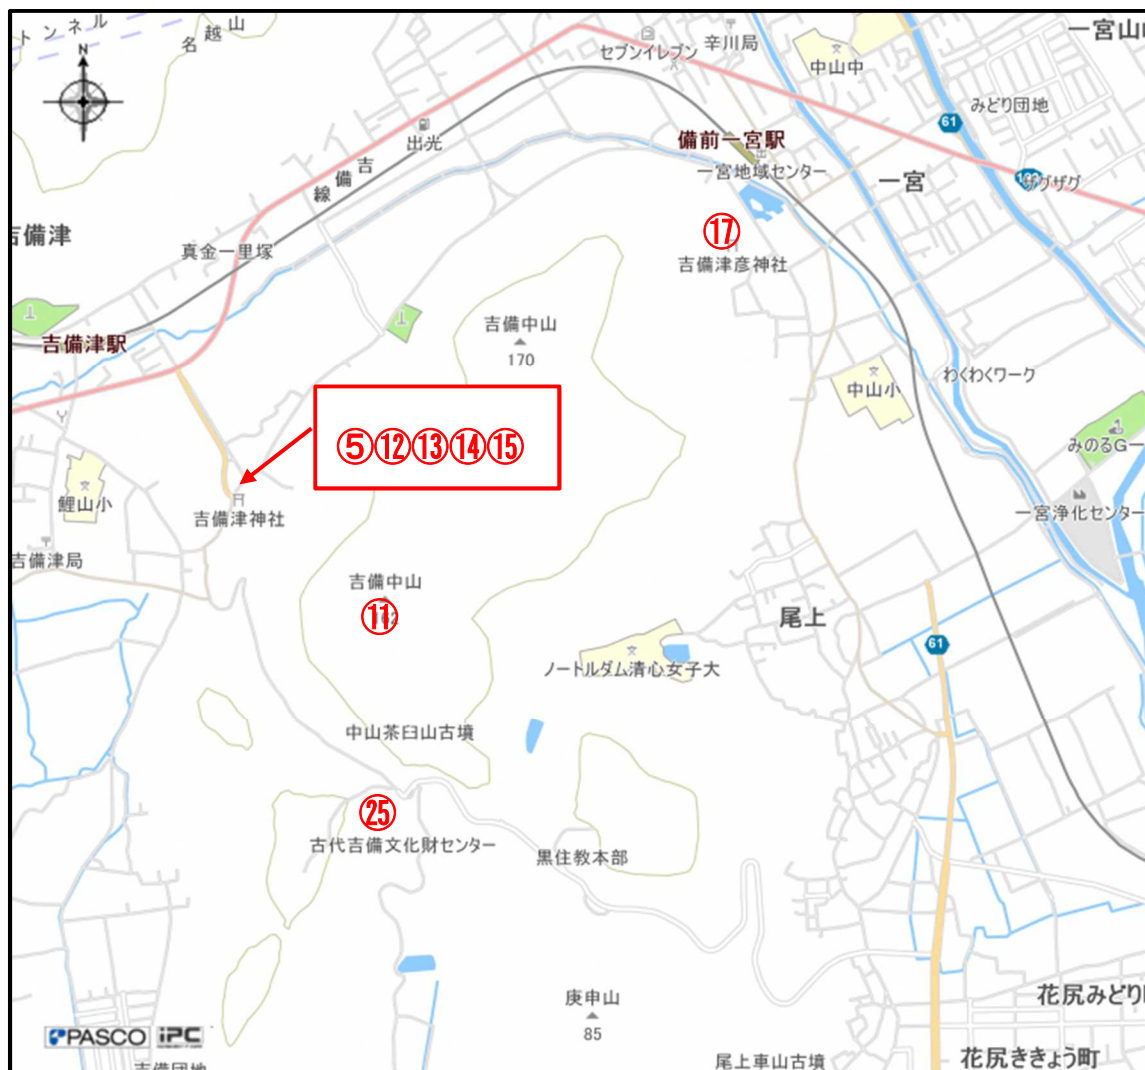 トンネル
名越山
N
セブンイレブン
辛川局
中山中
一宮山
みどり団地
61
出光
吉備線
備前一宮駅
一宮地域センター
一宮
ザグザグ
吉備津
真金一里塚
⑰
吉備津彦神社
吉備津駅
吉備中山
170
中山小
わくわくワーク
⑤⑫⑬⑭⑮
みのるGー
鯉山小
吉備津神社
一宮浄化センター
吉備津局
吉備中山
⑪
尾上
61
ノートルダム清心女子大
中山茶臼山古墳
㉕
古代吉備文化財センター
黒住教本部
庚申山
85
花尻みどり
PASCO iPC
吉備団地
尾上車山古墳
花尻ききょう町